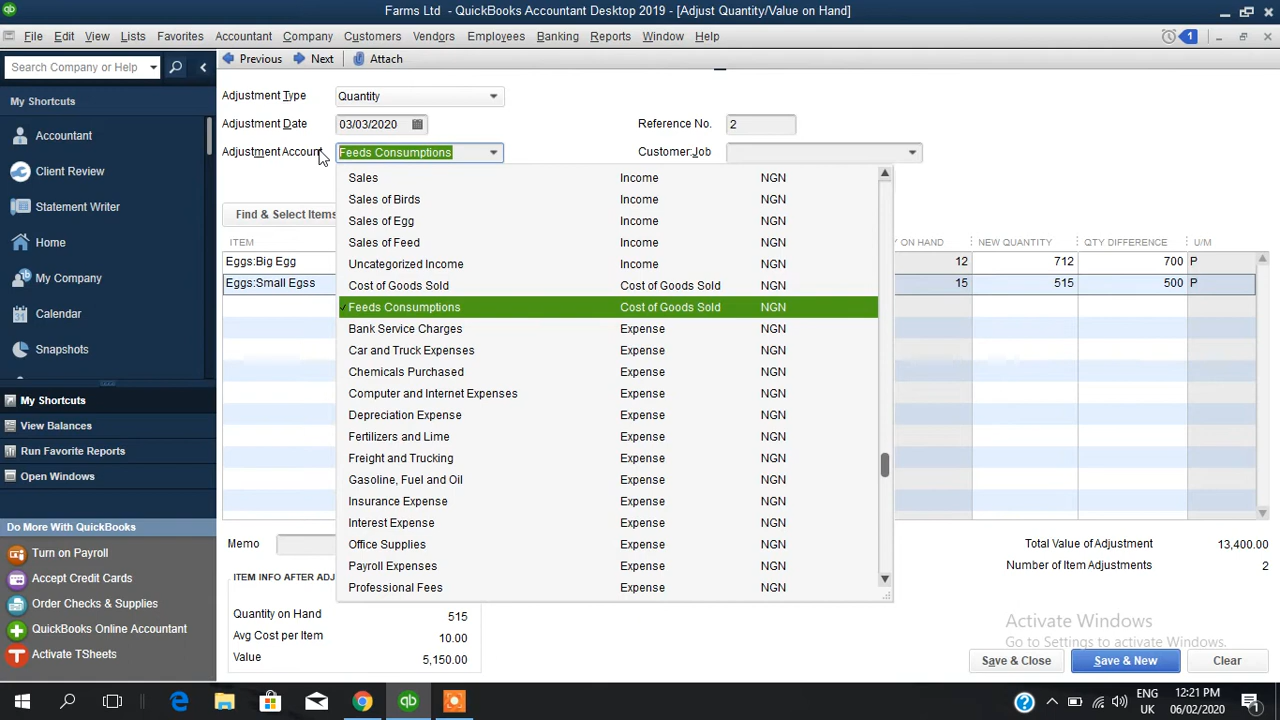 Farms Ltd - QuickBooks Accountant Desktop 2019 - [Adjust Quantity/Value on Hand]
File Edit View Lists Favorites Accountant Company Customers Vendors Employees Banking Reports Window Help 1
Search Company or Help
Previous Next Attach
My Shortcuts
Accountant
Client Review
Statement Writer
Home
My Company
Calendar
Snapshots
My Shortcuts
View Balances
Run Favorite Reports
Open Windows
Do More With QuickBooks
Turn on Payroll
Accept Credit Cards
Order Checks & Supplies
QuickBooks Online Accountant
Activate TSheets
Adjustment Type Quantity
Adjustment Date 03/03/2020 Reference No. 2
Adjustment Account Feeds Consumptions Customer:Job
Find & Select Items
ITEM Y ON HAND NEW QUANTITY QTY DIFFERENCE U/M
Eggs:Big Egg 12 712 700 P
Eggs:Small Egss 15 515 500 P
Sales Income NGN
Sales of Birds Income NGN
Sales of Egg Income NGN
Sales of Feed Income NGN
Uncategorized Income Income NGN
Cost of Goods Sold Cost of Goods Sold NGN
✓ Feeds Consumptions Cost of Goods Sold NGN
Bank Service Charges Expense NGN
Car and Truck Expenses Expense NGN
Chemicals Purchased Expense NGN
Computer and Internet Expenses Expense NGN
Depreciation Expense Expense NGN
Fertilizers and Lime Expense NGN
Freight and Trucking Expense NGN
Gasoline, Fuel and Oil Expense NGN
Insurance Expense Expense NGN
Interest Expense Expense NGN
Office Supplies Expense NGN
Payroll Expenses Expense NGN
Professional Fees Expense NGN
Memo
Total Value of Adjustment 13,400.00
Number of Item Adjustments 2
ITEM INFO AFTER ADJ
Quantity on Hand 515
Avg Cost per Item 10.00
Value 5,150.00
Activate Windows
Go to Settings to activate Windows.
Save & Close Save & New Clear
ENG
UK
12:21 PM
06/02/2020
1